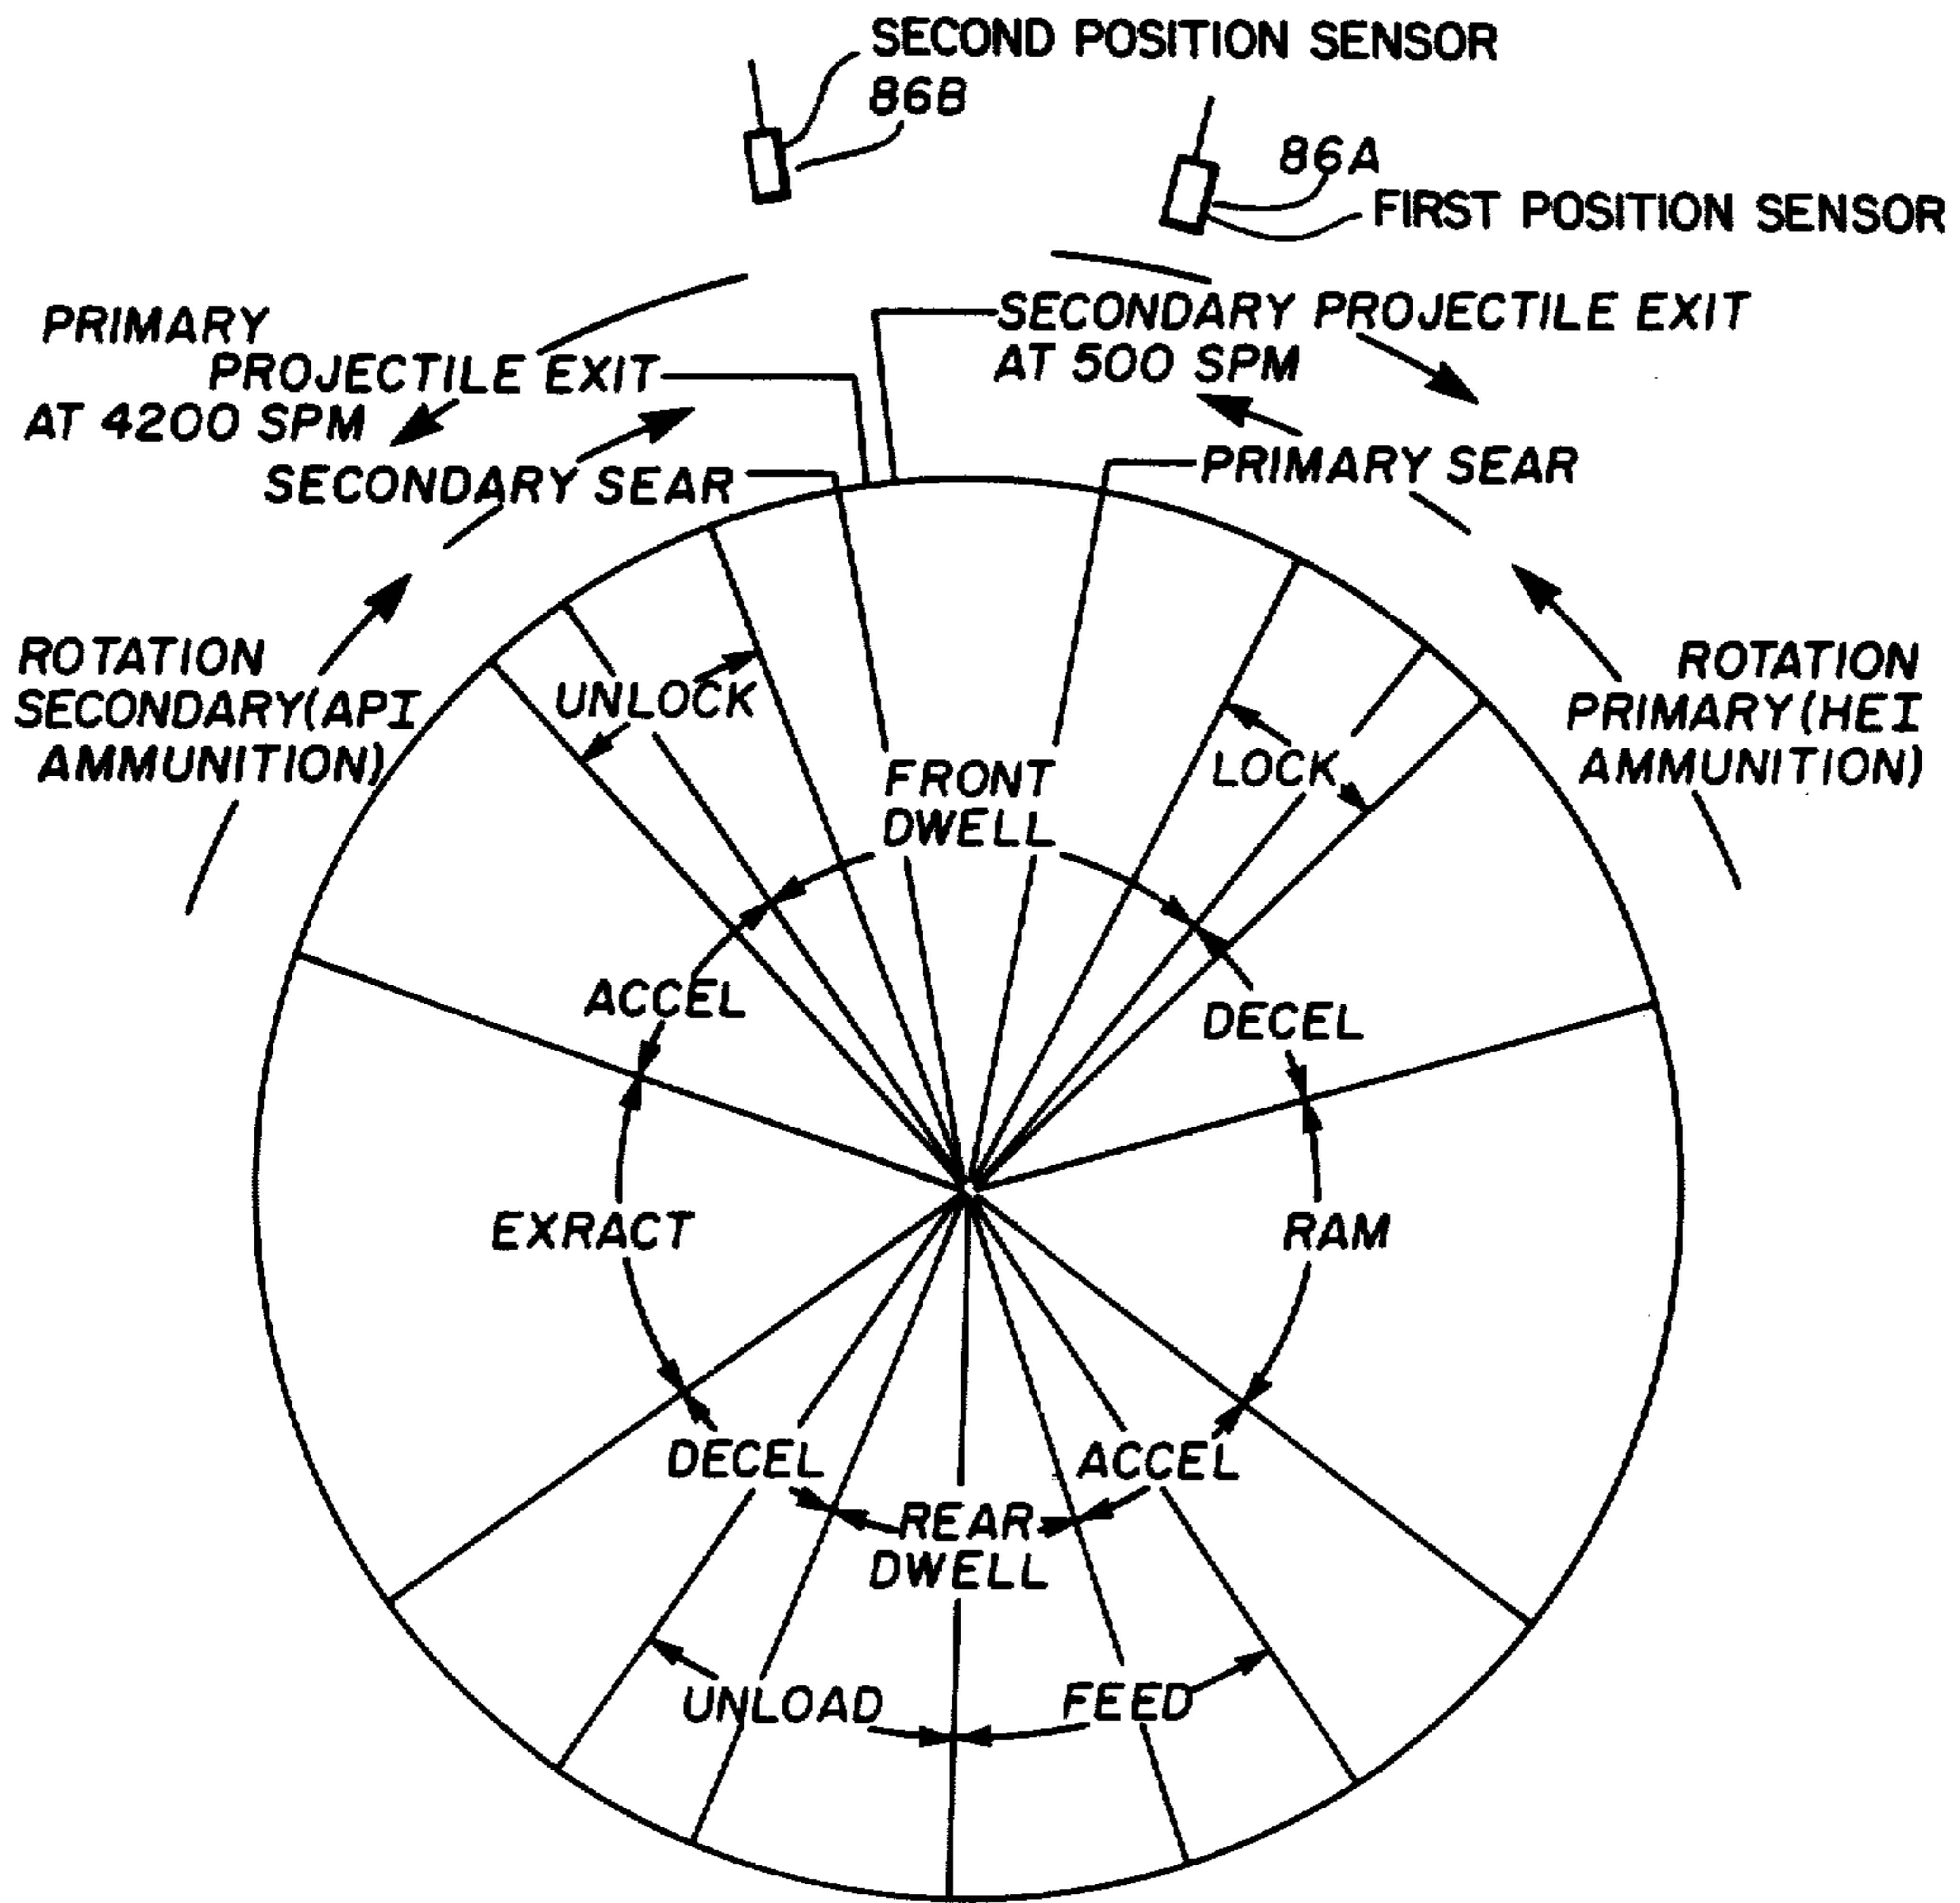 SECOND POSITION SENSOR
86B
86A
FIRST POSITION SENSOR
PRIMARY
PROJECTILE EXIT
AT 4200 SPM
SECONDARY PROJECTILE EXIT
AT 500 SPM
SECONDARY SEAR
PRIMARY SEAR
ROTATION
SECONDARY(API
AMMUNITION)
ROTATION
PRIMARY(HEI
AMMUNITION)
UNLOCK
LOCK
FRONT
DWELL
ACCEL
DECEL
EXRACT
RAM
DECEL
ACCEL
REAR
DWELL
UNLOAD
FEED